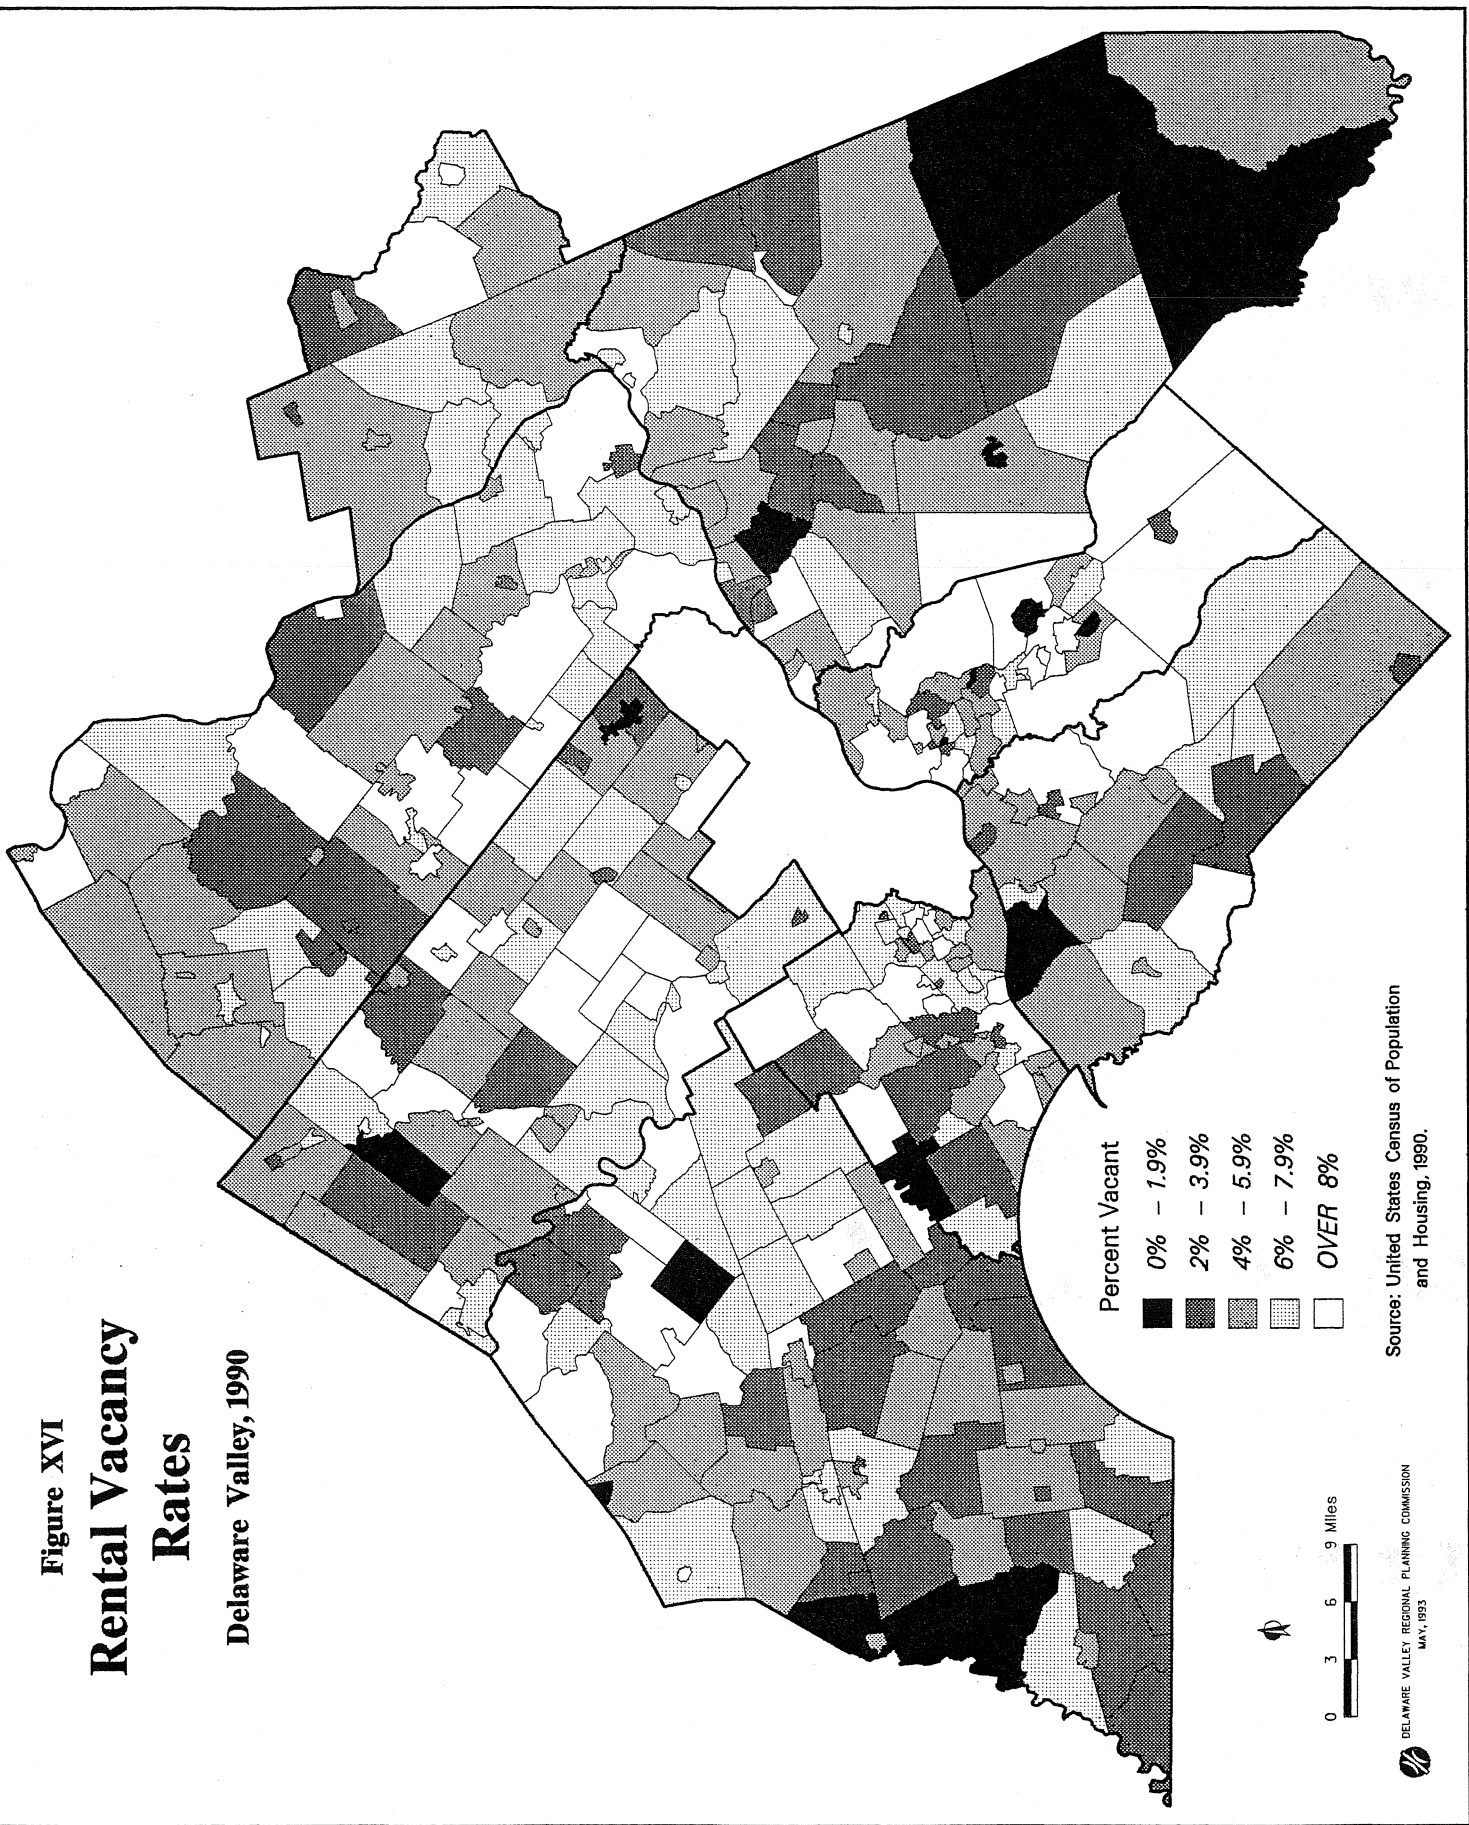 Figure XVI
Rental Vacancy
Rates
Delaware Valley, 1990
Percent Vacant
0% – 1.9%
2% – 3.9%
4% – 5.9%
6% – 7.9%
OVER 8%
Source: United States Census of Population
and Housing, 1990.
0 3 6 9 Miles
DELAWARE VALLEY REGIONAL PLANNING COMMISSION
MAY, 1993